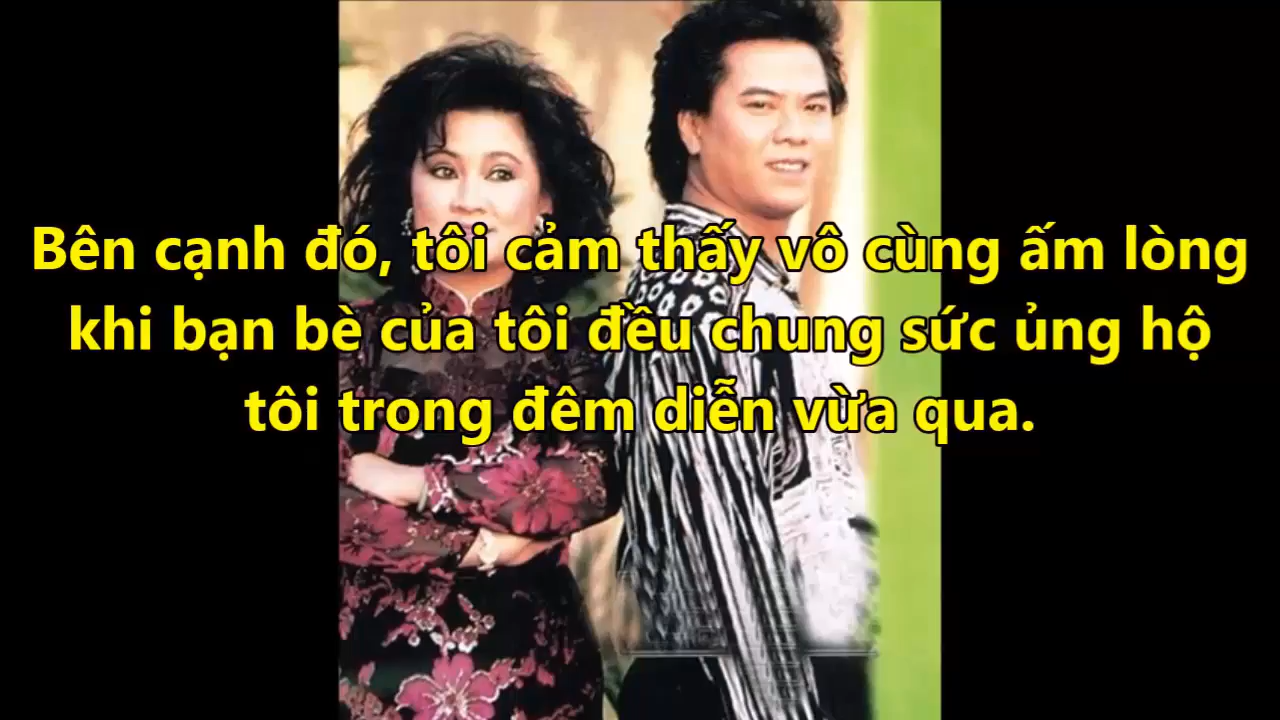 Bên cạnh đó, tôi cảm thấy vô cùng ấm lòng
khi bạn bè của tôi đều chung sức ủng hộ
tôi trong đêm diễn vừa qua.